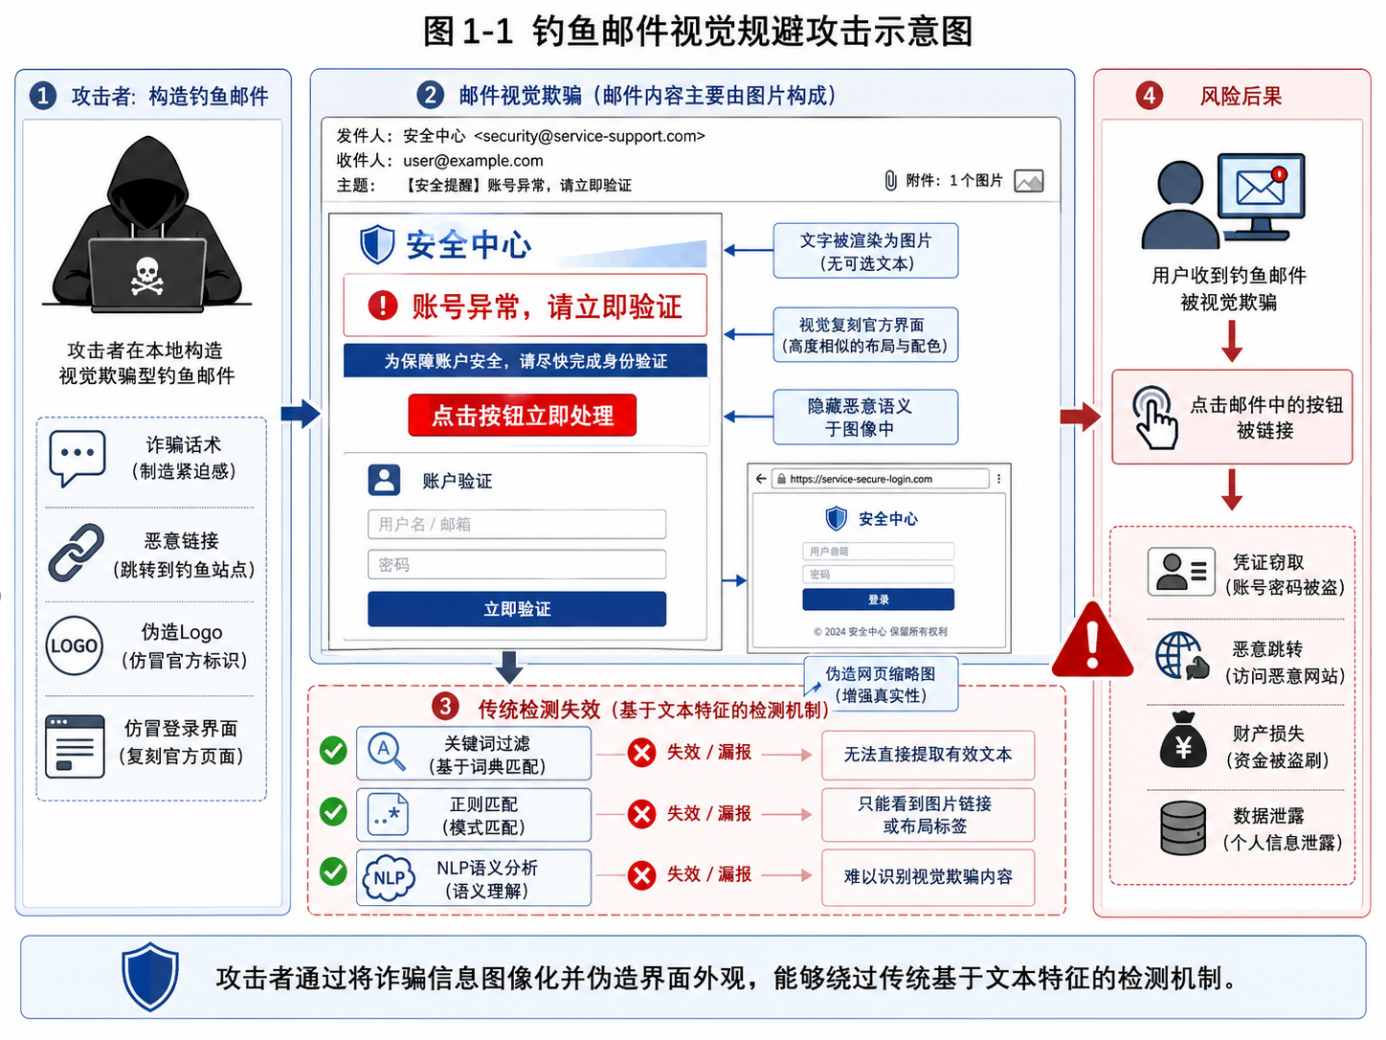 图 1-1 钓鱼邮件视觉规避攻击示意图
1 攻击者：构造钓鱼邮件
攻击者在本地构造
视觉欺骗型钓鱼邮件
诈骗话术
（制造紧迫感）
恶意链接
（跳转到钓鱼站点）
LOGO
伪造Logo
（仿冒官方标识）
仿冒登录界面
（复刻官方页面）
2 邮件视觉欺骗（邮件内容主要由图片构成）
发件人：安全中心 <security@service-support.com>
收件人：user@example.com
主题：【安全提醒】账号异常，请立即验证
附件：1个图片
安全中心
! 账号异常，请立即验证
为保障账户安全，请尽快完成身份验证
点击按钮立即处理
账户验证
用户名 / 邮箱
密码
立即验证
文字被渲染为图片
（无可选文本）
视觉复刻官方界面
（高度相似的布局与配色）
隐藏恶意语义
于图像中
https://service-secure-login.com
安全中心
密码
登录
© 2024 安全中心 保留所有权利
伪造网页缩略图
（增强真实性）
3 传统检测失效（基于文本特征的检测机制）
A
关键词过滤
（基于词典匹配）
失效 / 漏报
无法直接提取有效文本
..*
正则匹配
（模式匹配）
失效 / 漏报
只能看到图片链接
或布局标签
NLP
NLP语义分析
（语义理解）
失效 / 漏报
难以识别视觉欺骗内容
4 风险后果
用户收到钓鱼邮件
被视觉欺骗
点击邮件中的按钮
被链接
!
凭证窃取
（账号密码被盗）
恶意跳转
（访问恶意网站）
¥
财产损失
（资金被盗刷）
数据泄露
（个人信息泄露）
攻击者通过将诈骗信息图像化并伪造界面外观，能够绕过传统基于文本特征的检测机制。